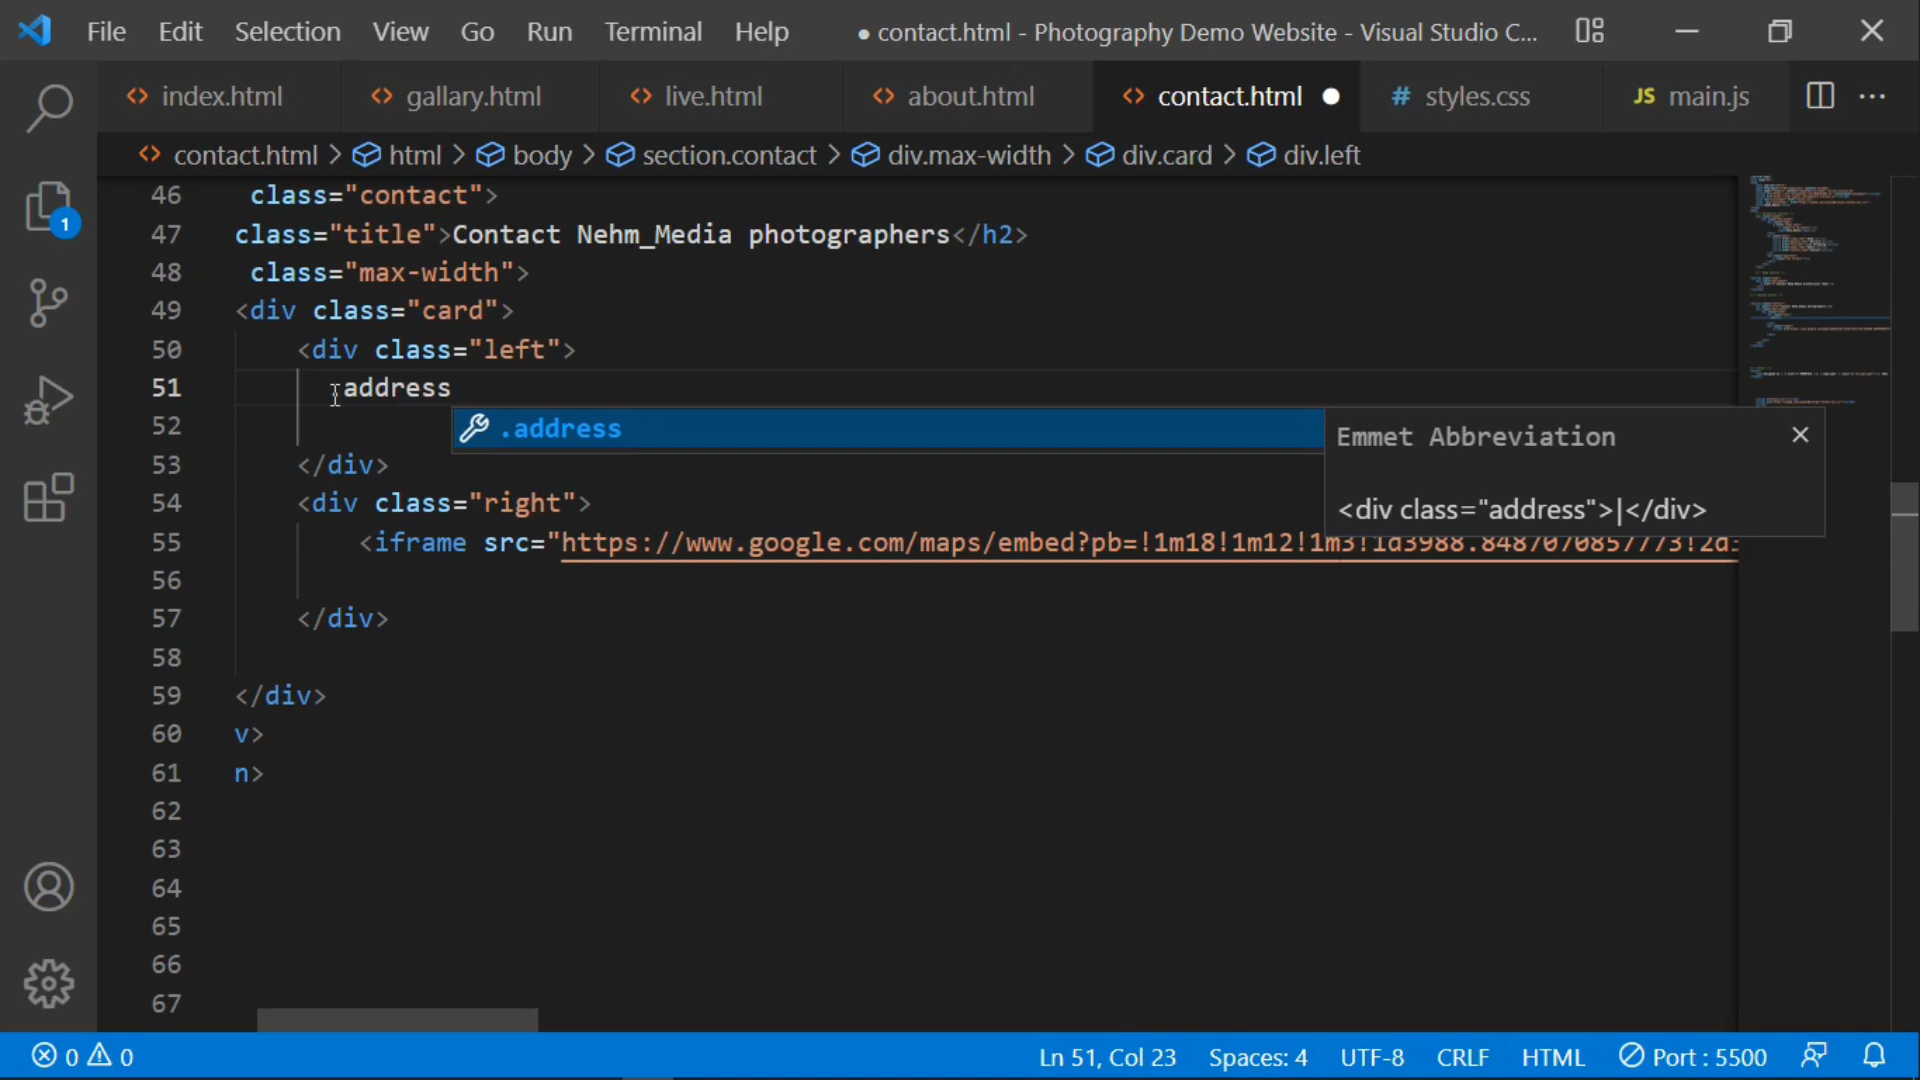 File Edit Selection View Go Run Terminal Help ● contact.html - Photography Demo Website - Visual Studio C...
index.html gallary.html live.html about.html contact.html ● # styles.css JS main.js ...
contact.html > html > body > section.contact > div.max-width > div.card > div.left
46 class="contact">
47 class="title">Contact Nehm_Media photographers</h2>
48 class="max-width">
49 <div class="card">
50 <div class="left">
51 .address
52
.address
Emmet Abbreviation
<div class="address">|</div>
53 </div>
54 <div class="right">
55 <iframe src="https://www.google.com/maps/embed?pb=!1m18!1m12!1m3!1d3988.8487070857773!2d3
56
57 </div>
58
59 </div>
60 v>
61 n>
62
63
64
65
66
67
1
0 0 Ln 51, Col 23 Spaces: 4 UTF-8 CRLF HTML Port : 5500